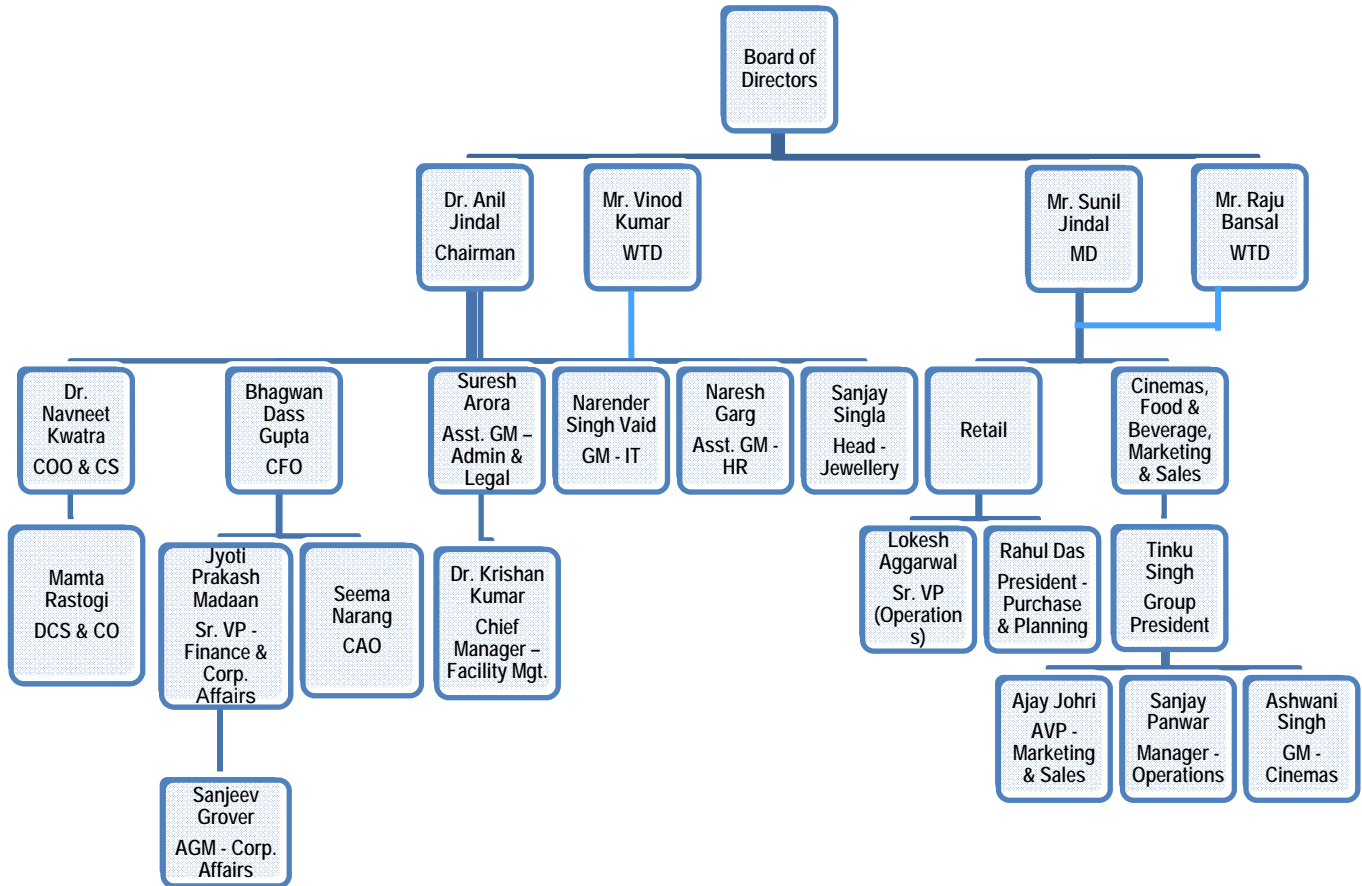 Board of
Directors
Dr. Anil
Jindal
Chairman
Mr. Vinod
Kumar
WTD
Mr. Sunil
Jindal
MD
Mr. Raju
Bansal
WTD
Dr.
Navneet
Kwatra
COO & CS
Bhagwan
Dass
Gupta
CFO
Suresh
Arora
Asst. GM –
Admin &
Legal
Narender
Singh Vaid
GM - IT
Naresh
Garg
Asst. GM -
HR
Sanjay
Singla
Head -
Jewellery
Retail
Cinemas,
Food &
Beverage,
Marketing
& Sales
Mamta
Rastogi
DCS & CO
Jyoti
Prakash
Madaan
Sr. VP -
Finance &
Corp.
Affairs
Seema
Narang
CAO
Dr. Krishan
Kumar
Chief
Manager –
Facility Mgt.
Lokesh
Aggarwal
Sr. VP
(Operation
s)
Rahul Das
President -
Purchase
& Planning
Tinku
Singh
Group
President
Sanjeev
Grover
AGM - Corp.
Affairs
Ajay Johri
AVP -
Marketing
& Sales
Sanjay
Panwar
Manager -
Operations
Ashwani
Singh
GM -
Cinemas